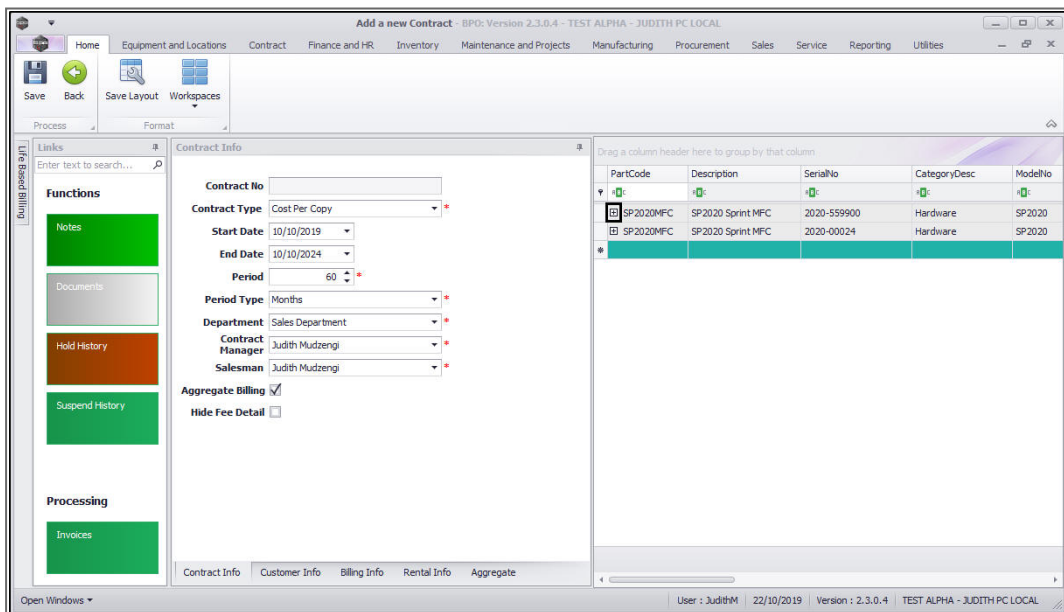 Add a new Contract - BPO: Version 2.3.0.4 - TEST ALPHA - JUDITH PC LOCAL
Home Equipment and Locations Contract Finance and HR Inventory Maintenance and Projects Manufacturing Procurement Sales Service Reporting Utilities
Save Back Save Layout Workspaces
Process Format
Life Based Billing
Links
Enter text to search...
Functions
Notes
Documents
Hold History
Suspend History
Processing
Invoices
Contract Info
Contract No
Contract Type Cost Per Copy *
Start Date 10/10/2019
End Date 10/10/2024
Period 60 *
Period Type Months *
Department Sales Department *
Contract
Manager Judith Mudzengi *
Salesman Judith Mudzengi *
Aggregate Billing
Hide Fee Detail
Contract Info Customer Info Billing Info Rental Info Aggregate
Drag a column header here to group by that column
PartCode Description SerialNo CategoryDesc ModelNo
SP2020MFC SP2020 Sprint MFC 2020-559900 Hardware SP2020
SP2020MFC SP2020 Sprint MFC 2020-00024 Hardware SP2020
Open Windows User : JudithM 22/10/2019 Version : 2.3.0.4 TEST ALPHA - JUDITH PC LOCAL